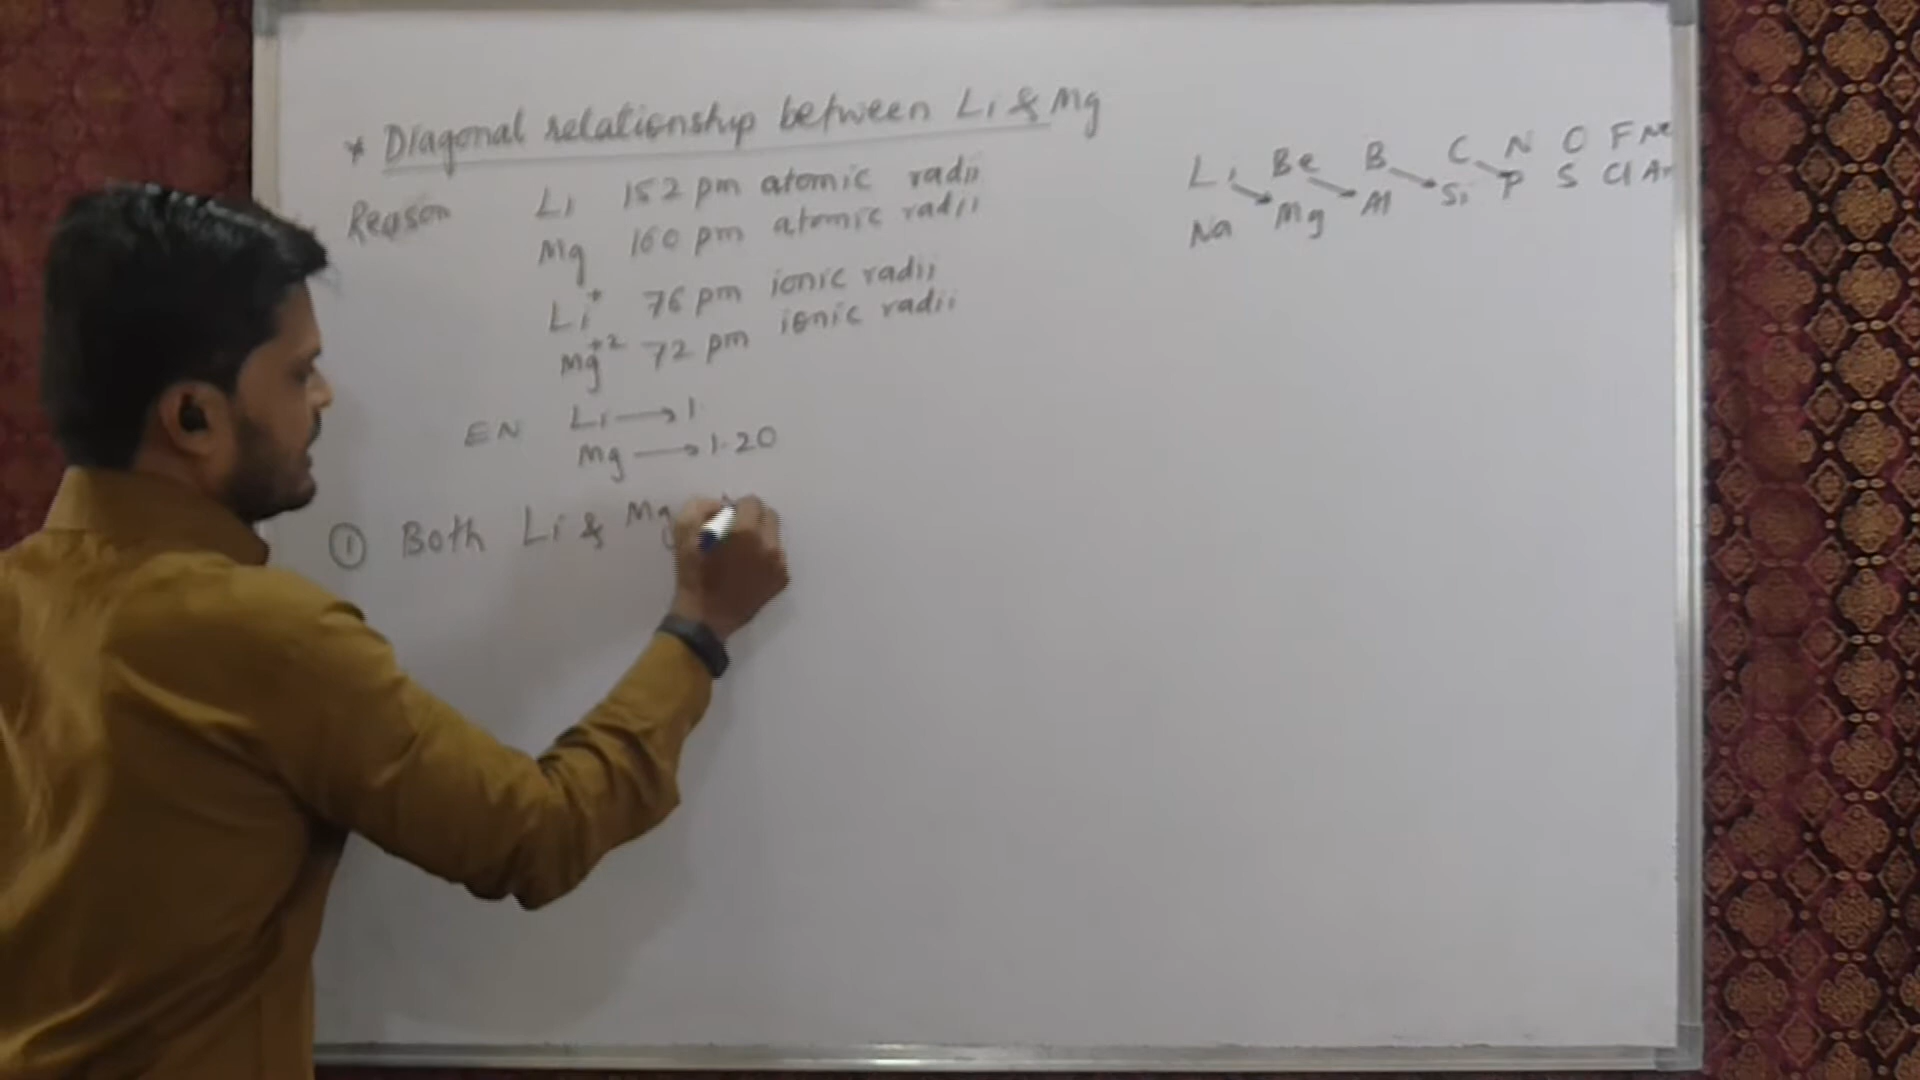 * Diagonal relationship between Li & Mg
Reason Li 152 pm atomic radii
Mg 160 pm atomic radii
Li+ 76 pm ionic radii
Mg+2 72 pm ionic radii
EN Li → 1
Mg → 1.20
① Both Li & Mg
Li Be B C N O F Ne
Na Mg Al Si P S Cl Ar